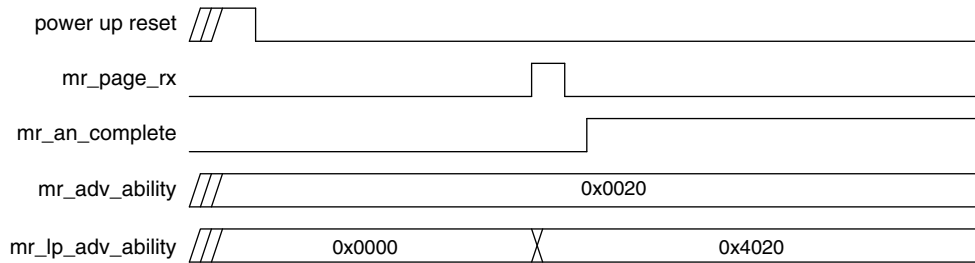 power up reset
mr_page_rx
mr_an_complete
mr_adv_ability 0x0020
mr_lp_adv_ability 0x0000 0x4020